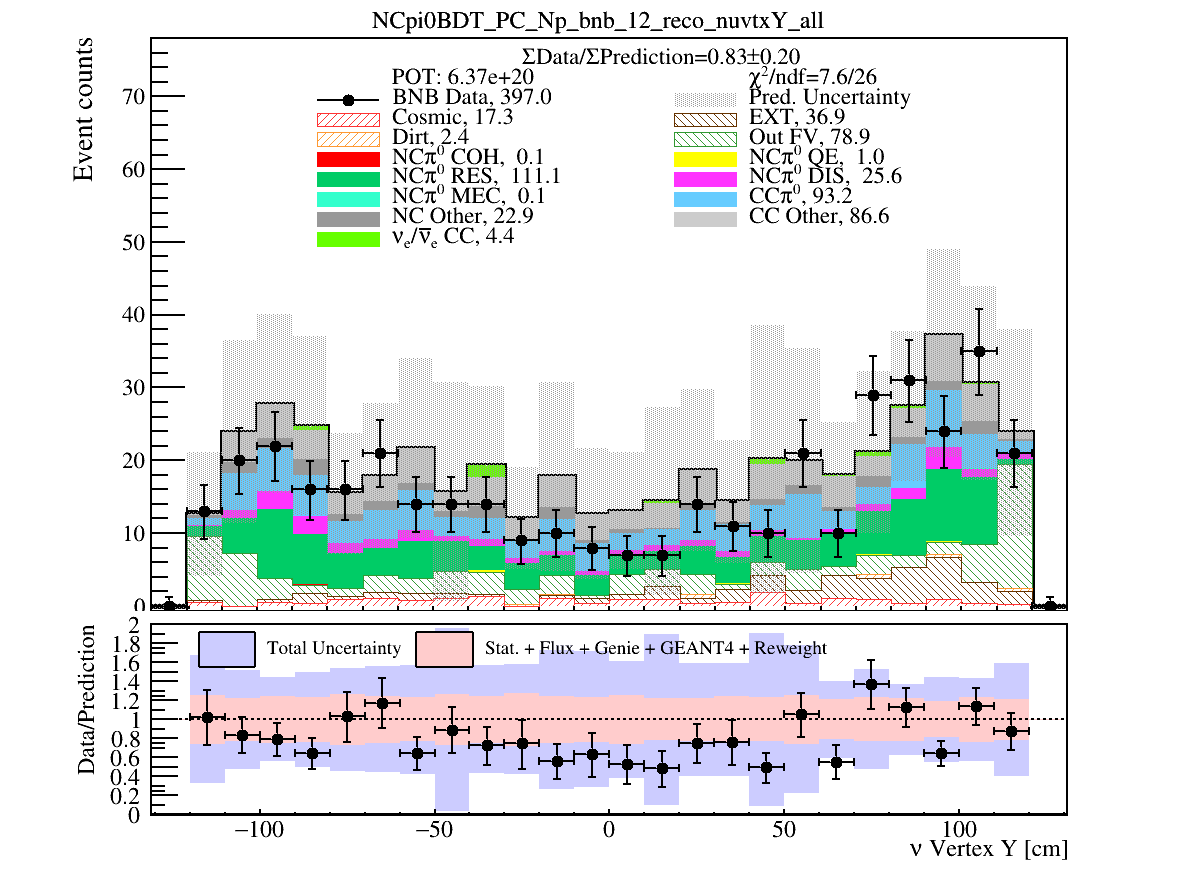 NCpi0BDT_PC_Np_bnb_12_reco_nuvtxY_all
ΣData/ΣPrediction=0.83±0.20
POT: 6.37e+20 χ²/ndf=7.6/26
BNB Data, 397.0 Pred. Uncertainty
Cosmic, 17.3 EXT, 36.9
Dirt, 2.4 Out FV, 78.9
NCπ⁰ COH, 0.1 NCπ⁰ QE, 1.0
NCπ⁰ RES, 111.1 NCπ⁰ DIS, 25.6
NCπ⁰ MEC, 0.1 CCπ⁰, 93.2
NC Other, 22.9 CC Other, 86.6
νₑ/ν̅ₑ CC, 4.4
Event counts
70
60
50
40
30
20
10
0
Total Uncertainty Stat. + Flux + Genie + GEANT4 + Reweight
Data/Prediction
2
1.8
1.6
1.4
1.2
1
0.8
0.6
0.4
0.2
0
−100 −50 0 50 100
ν Vertex Y [cm]